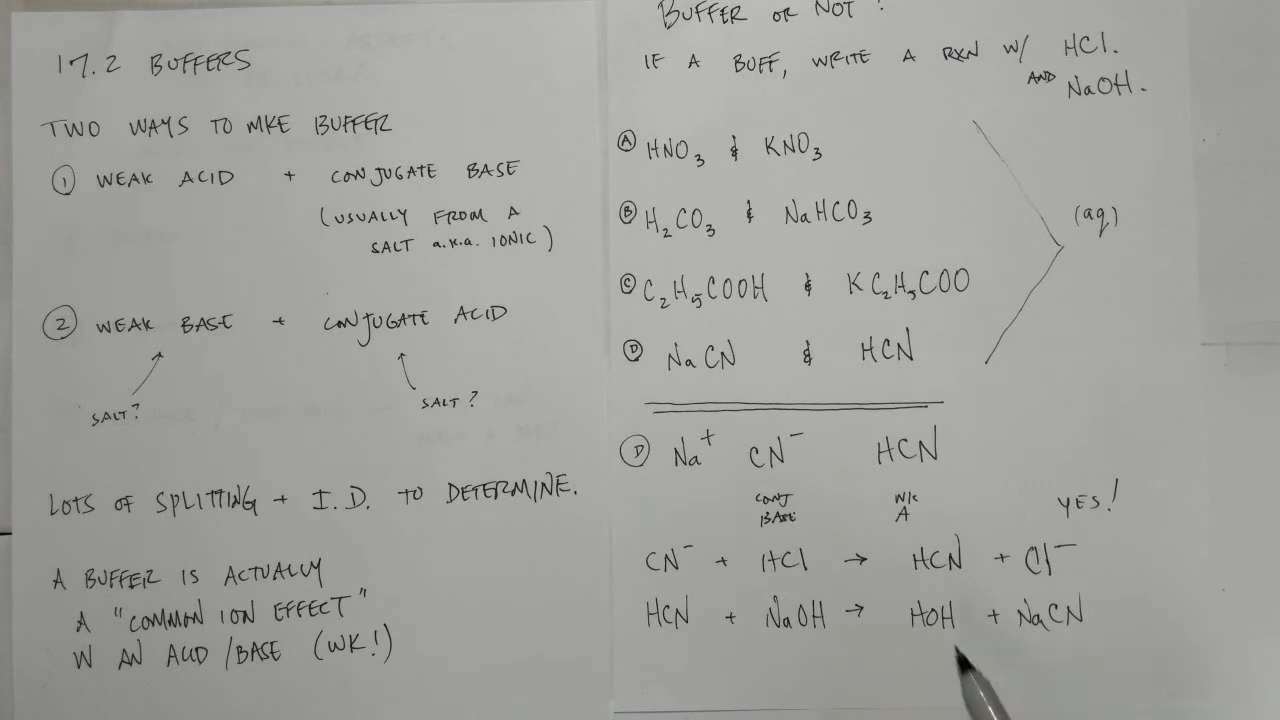 17.2 BUFFERS
TWO WAYS TO MKE BUFFER
① WEAK ACID + CONJUGATE BASE
(USUALLY FROM A
SALT a.k.a. IONIC)
② WEAK BASE + CONJUGATE ACID
SALT? SALT?
LOTS OF SPLITTING + I.D. TO DETERMINE.
A BUFFER IS ACTUALLY
A "COMMON ION EFFECT"
W AN ACID/BASE (WK!)
BUFFER OR NOT?
IF A BUFF, WRITE A RXN W/ HCl.
AND NaOH.
Ⓐ HNO₃ & KNO₃
Ⓑ H₂CO₃ & NaHCO₃
(aq)
Ⓒ C₂H₅COOH & KC₂H₅COO
Ⓓ NaCN & HCN
Ⓓ Na⁺ CN⁻ HCN
CONJ BASE WK A YES!
CN⁻ + HCl → HCN + Cl⁻
HCN + NaOH → HOH + NaCN